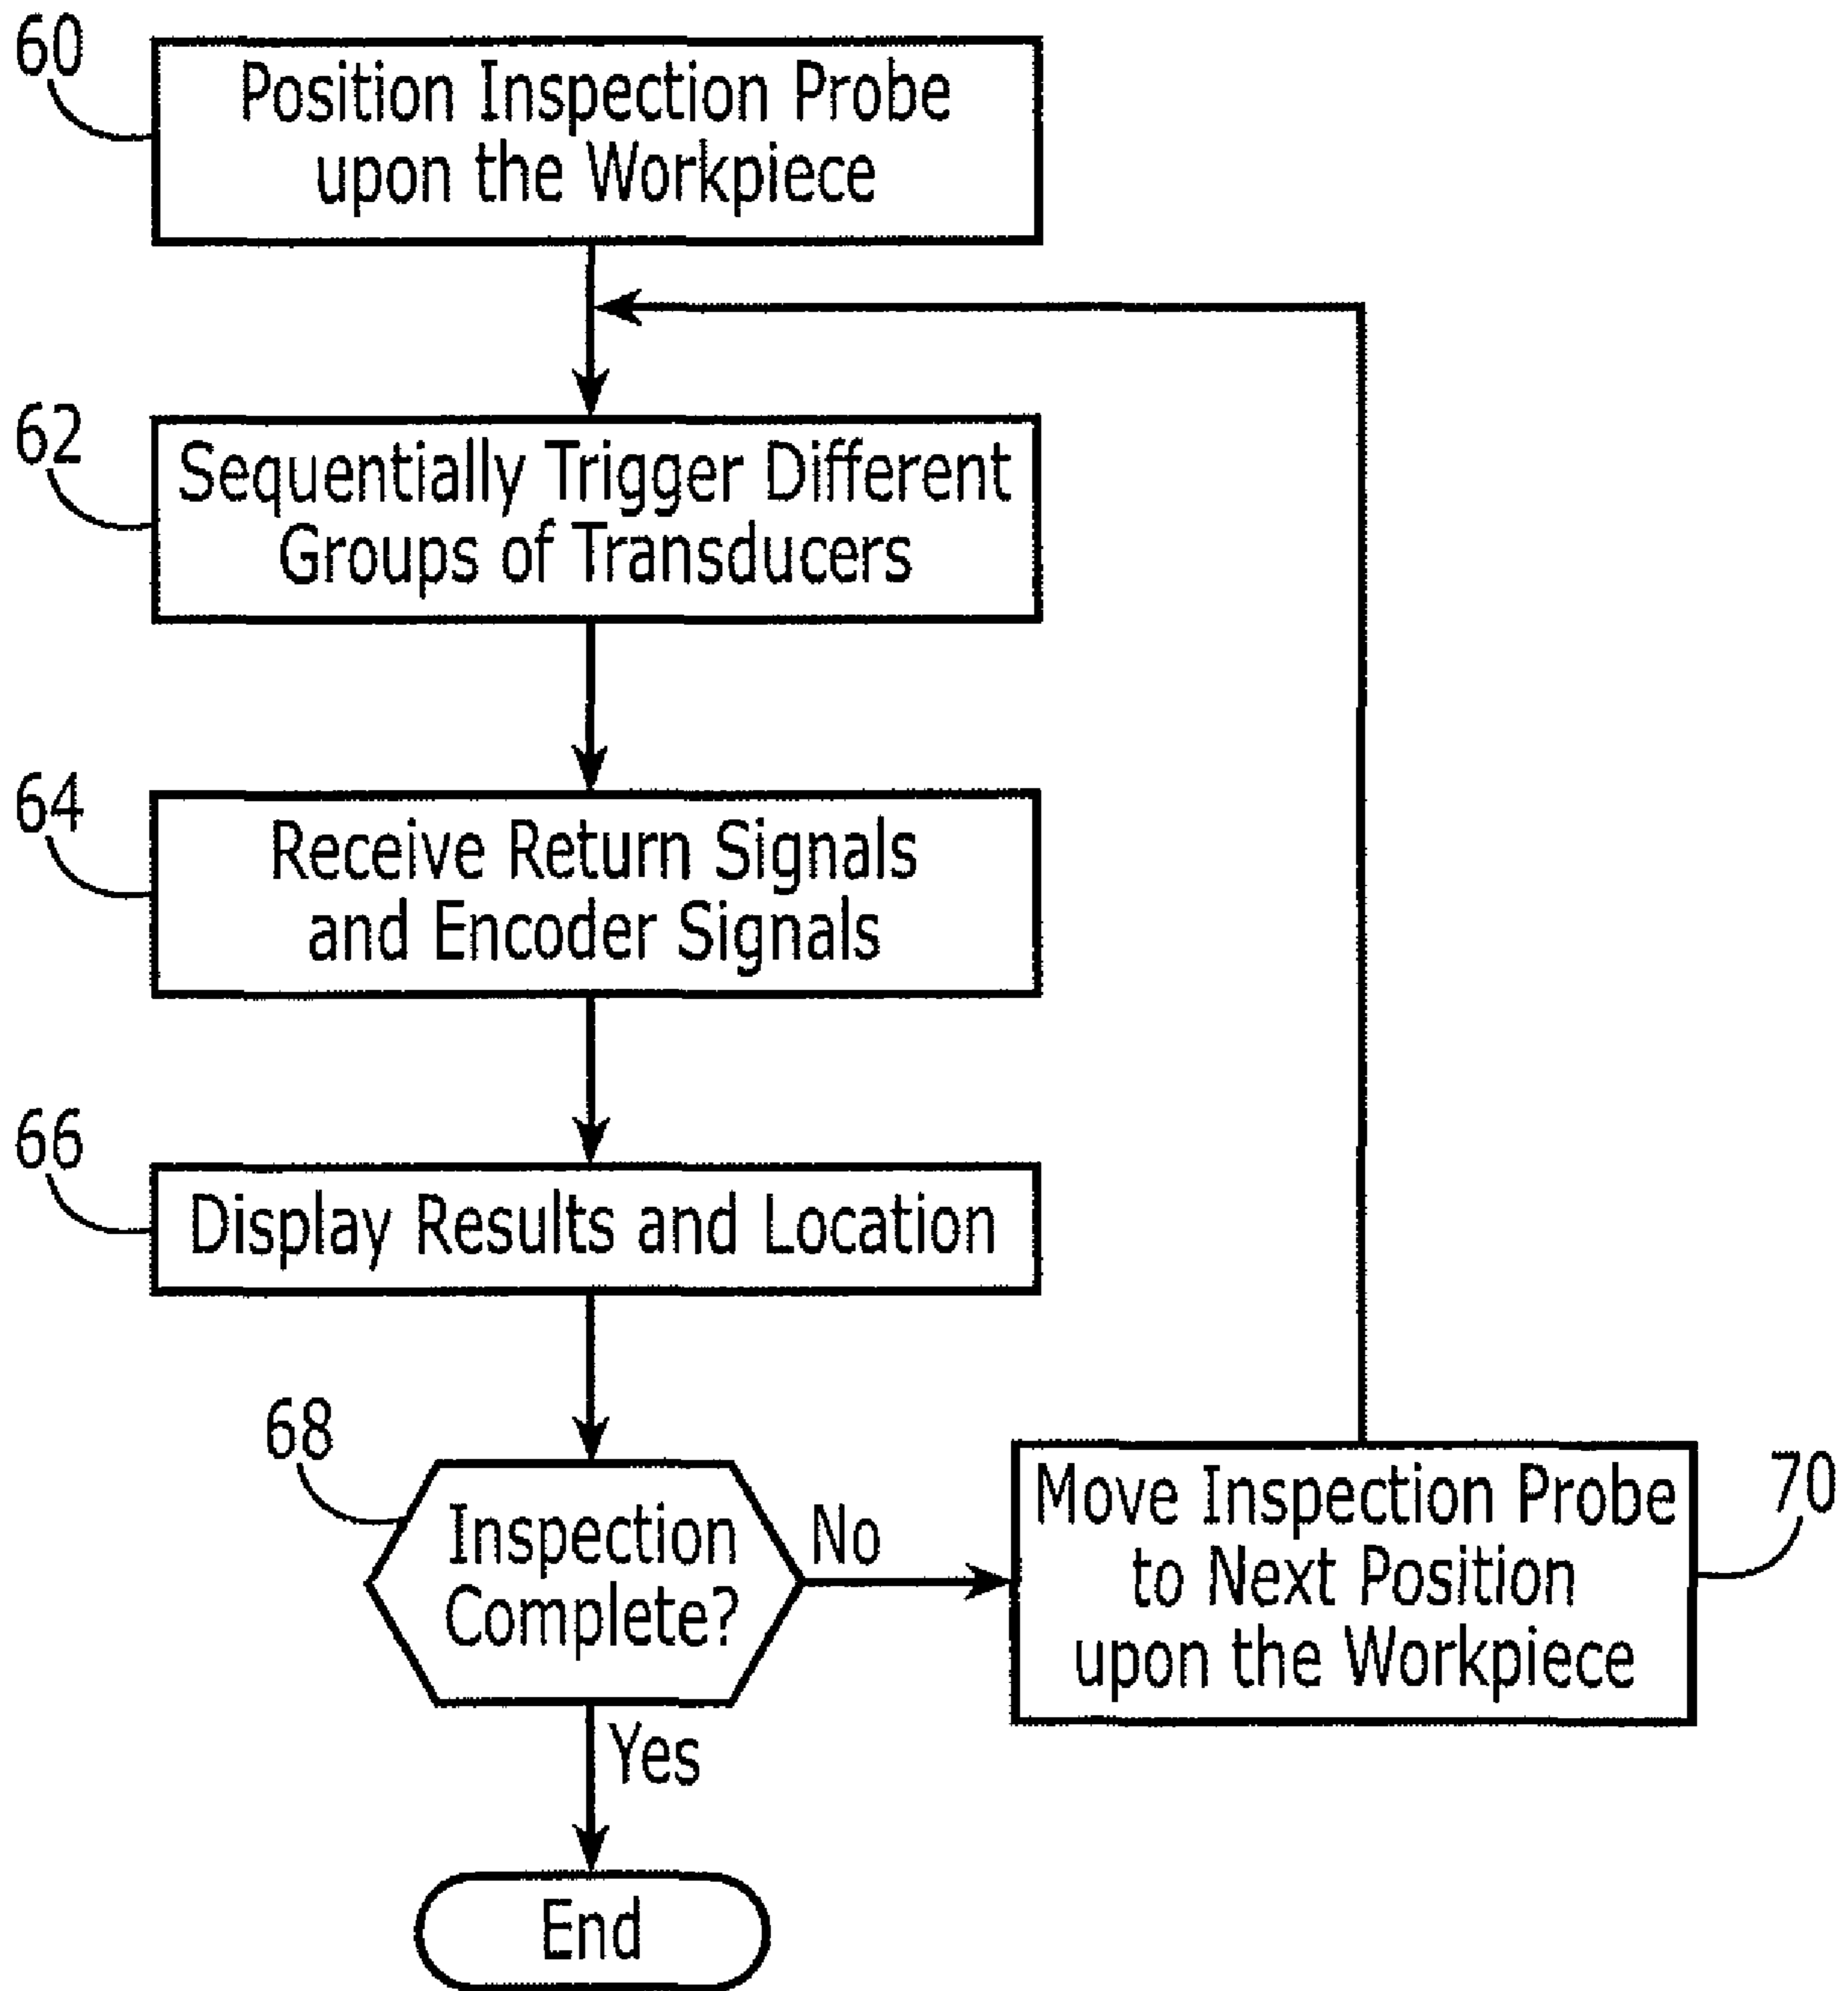 60
Position Inspection Probe
upon the Workpiece
62
Sequentially Trigger Different
Groups of Transducers
64
Receive Return Signals
and Encoder Signals
66
Display Results and Location
68
Inspection
Complete?
No
Move Inspection Probe
to Next Position
upon the Workpiece
70
Yes
End